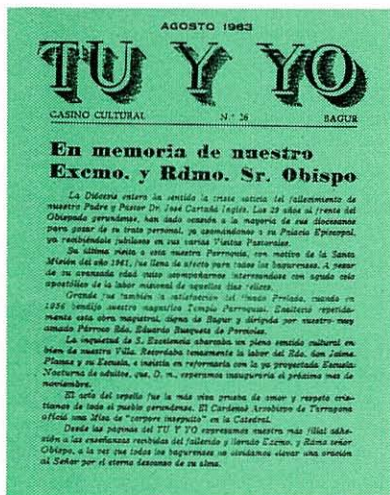 AGOSTO 1963
TU Y YO
CASINO CULTURAL N.º 26 BAGUR
En memoria de nuestro
Excmo. y Rdmo. Sr. Obispo
La Diócesis entera ha sentido la triste noticia del fallecimiento de
nuestro Padre y Pastor Dr. José Cartañá Inglés. Los 29 años al frente del
Obispado gerundense, han dado ocasión a la mayoría de sus diocesanos
para gozar de su trato personal, ya asomándonos a su Palacio Episcopal,
ya recibiéndole jubilosos en sus varias Visitas Pastorales.
Su última visita a esta nuestra Parroquia, con motivo de la Santa
Misión del año 1961, fue llena de afecto para todos los bagurenses. A pesar
de su avanzada edad quiso acompañarnos interesándose con agudo celo
apostólico de la labor misional de aquellos días felices.
Grande fue también la satisfacción del finado Prelado, cuando en
1956 bendijo nuestro magnífico Templo Parroquial. Enalteció repetida-
mente esta obra magistral, digna de Bagur y dirigida por nuestro muy
amado Párroco Rdo. Eduardo Busquets de Porcioles.
La inquietud de S. Excelencia abarcaba un pleno sentido cultural en
bien de nuestra Villa. Recordaba tensamente la labor del Rdo. don Jaime
Planas y su Escuela, e insistía en reformarla con la ya proyectada Escuela
Nocturna de adultos que, D. m., esperamos inaugurarla el próximo mes de
noviembre.
El acto del sepelio fue la más viva prueba de amor y respeto cris-
tianos de todo el pueblo gerundense. El Cardenal Arzobispo de Tarragona
ofició una Misa de "corpore insepulto" en la Catedral.
Desde las páginas del TU Y YO expresamos nuestra más filial adhe-
sión a las enseñanzas recibidas del fallecido y llorado Excmo. y Rdmo señor
Obispo, a la vez que todos los bagurenses no olvidamos elevar una oración
al Señor por el eterno descanso de su alma.